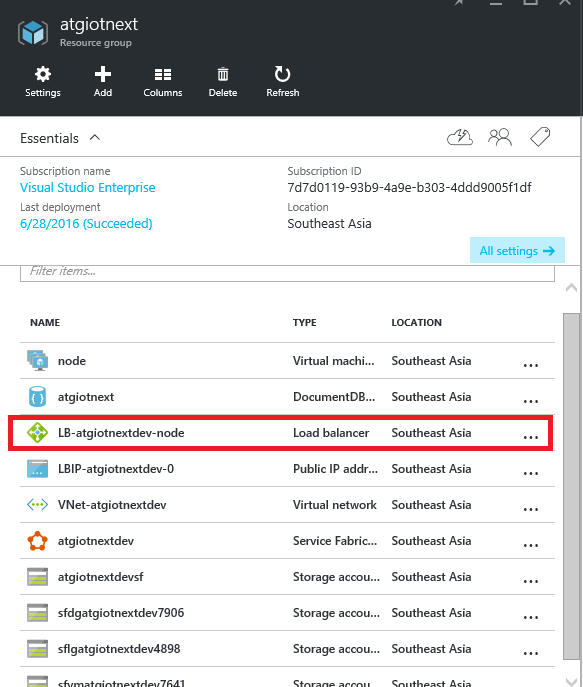 atgiotnext
Resource group
Settings Add Columns Delete Refresh
Essentials
Subscription name Subscription ID
Visual Studio Enterprise 7d7d0119-93b9-4a9e-b303-4ddd9005f1df
Last deployment Location
6/28/2016 (Succeeded) Southeast Asia
All settings
Filter items...
NAME TYPE LOCATION
node Virtual machi... Southeast Asia ...
atgiotnext DocumentDB... Southeast Asia ...
LB-atgiotnextdev-node Load balancer Southeast Asia ...
LBIP-atgiotnextdev-0 Public IP addr... Southeast Asia ...
VNet-atgiotnextdev Virtual network Southeast Asia ...
atgiotnextdev Service Fabric... Southeast Asia ...
atgiotnextdevsf Storage accou... Southeast Asia ...
sfdgatgiotnextdev7906 Storage accou... Southeast Asia ...
sflgatgiotnextdev4898 Storage accou... Southeast Asia ...
sfvmatgiotnextdev7641 Storage accou... Southeast Asia